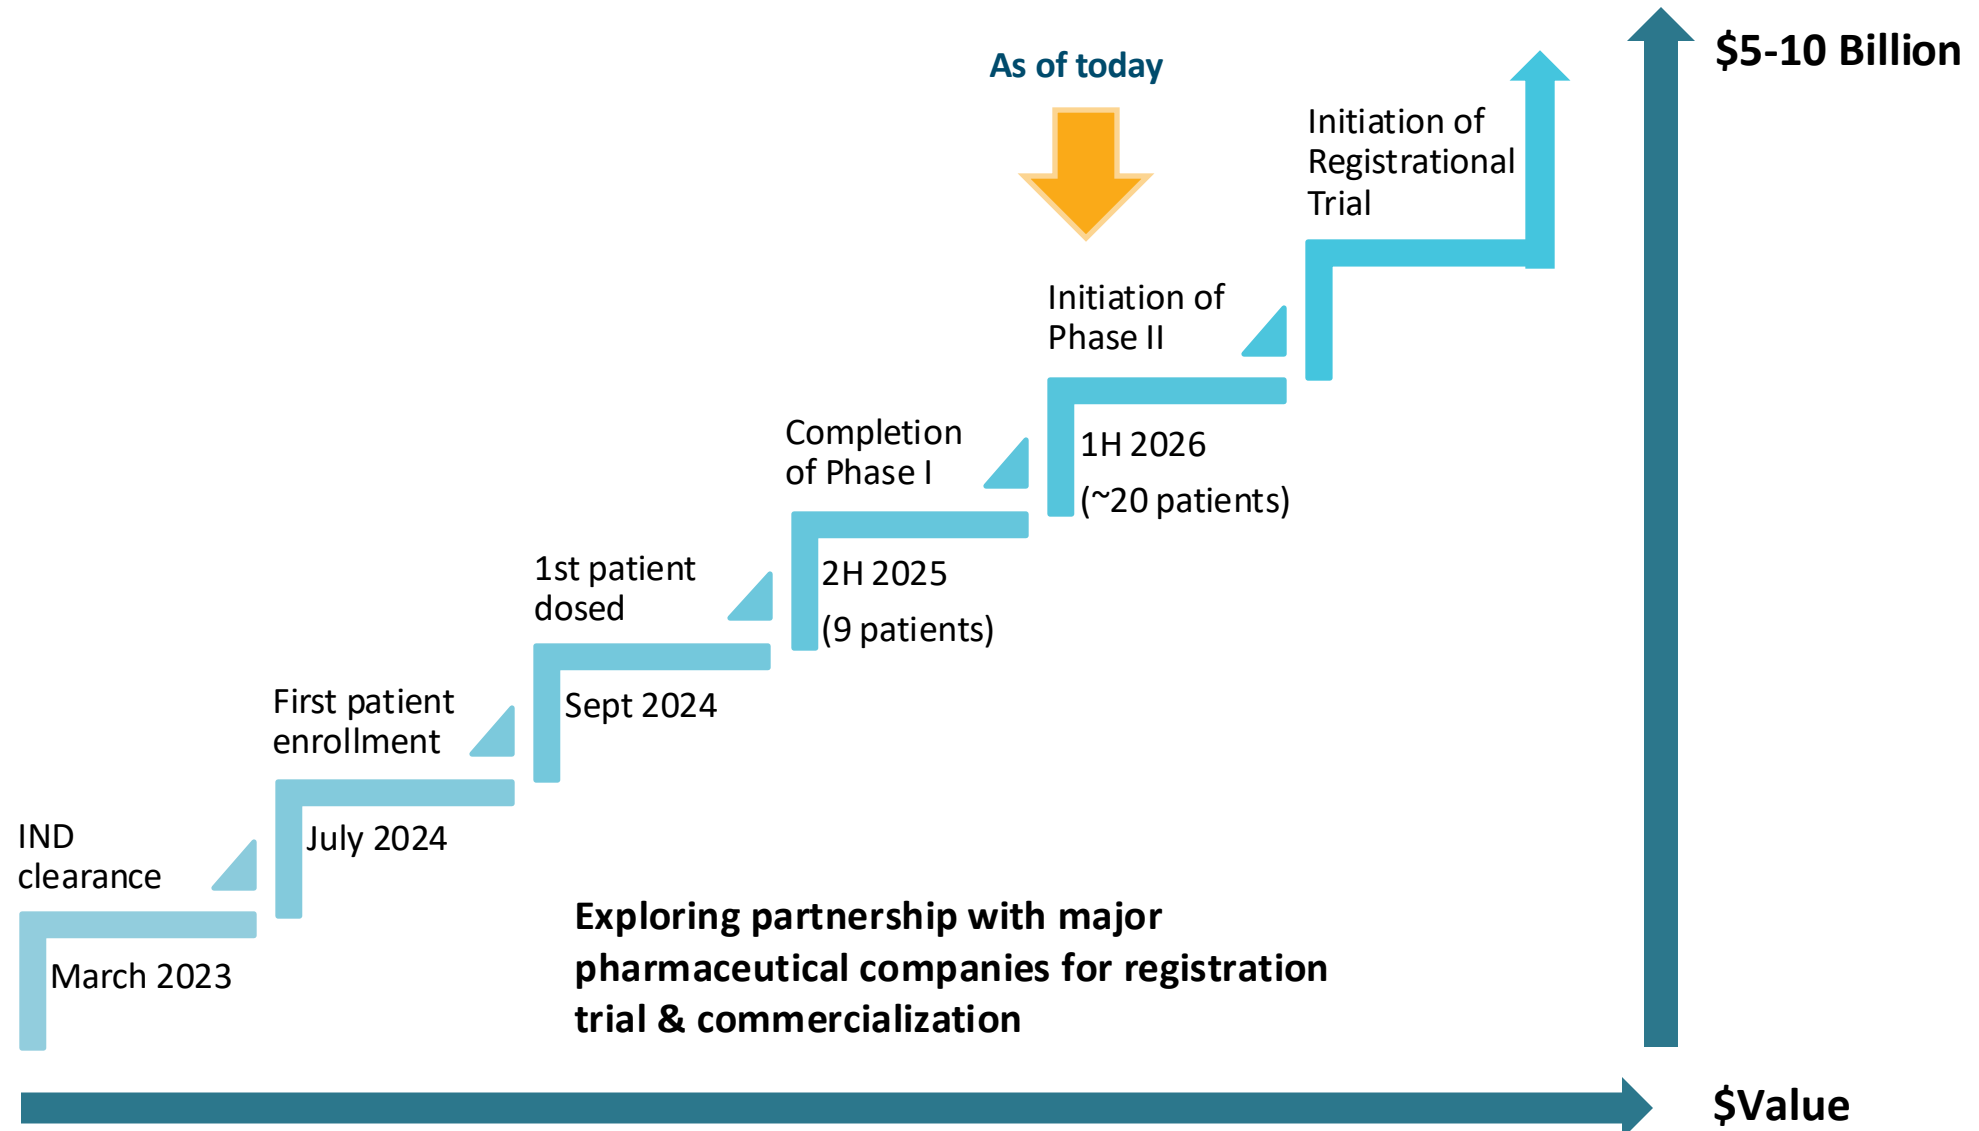 $5-10 Billion
As of today
Initiation of
Registrational
Trial
Initiation of
Phase II
1H 2026
(~20 patients)
Completion
of Phase I
2H 2025
(9 patients)
1st patient
dosed
Sept 2024
First patient
enrollment
July 2024
IND
clearance
March 2023
Exploring partnership with major
pharmaceutical companies for registration
trial & commercialization
$Value